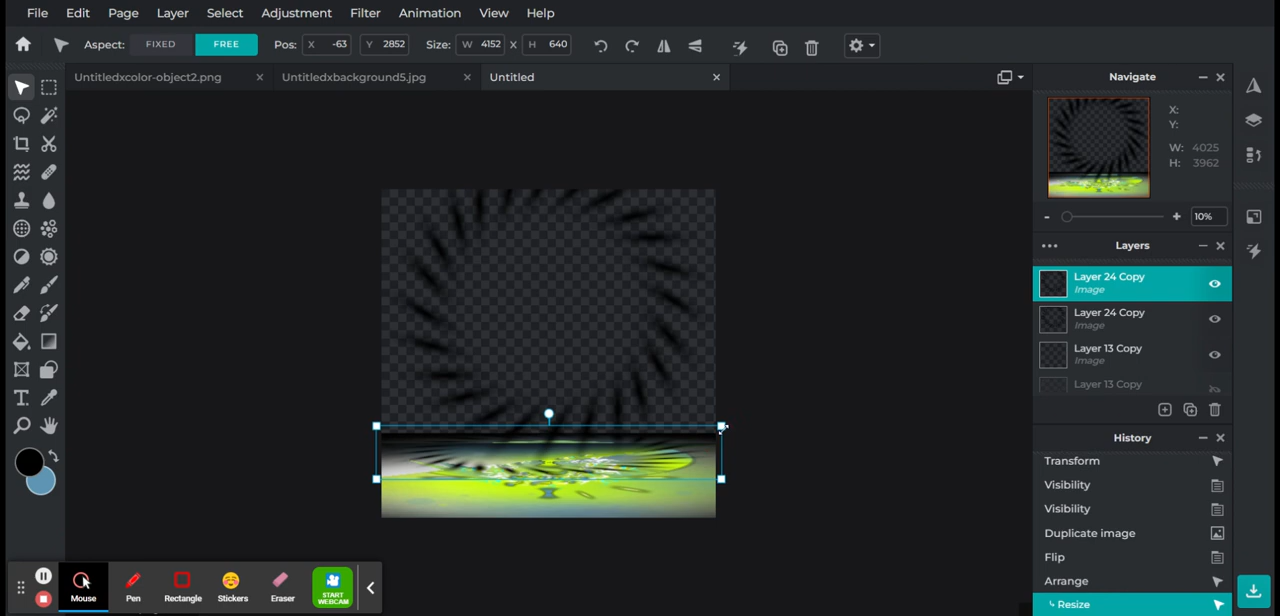 File Edit Page Layer Select Adjustment Filter Animation View Help
Aspect: FIXED FREE Pos: X -63 Y 2852 Size: W 4152 X H 640
Untitledxcolor-object2.png Untitledxbackground5.jpg Untitled
Navigate
X:
Y:
W: 4025
H: 3962
- + 10%
Layers
Layer 24 Copy
Image
Layer 24 Copy
Image
Layer 13 Copy
Image
Layer 13 Copy
History
Transform
Visibility
Visibility
Duplicate image
Flip
Arrange
Resize
Mouse Pen Rectangle Stickers Eraser START
WEBCAM